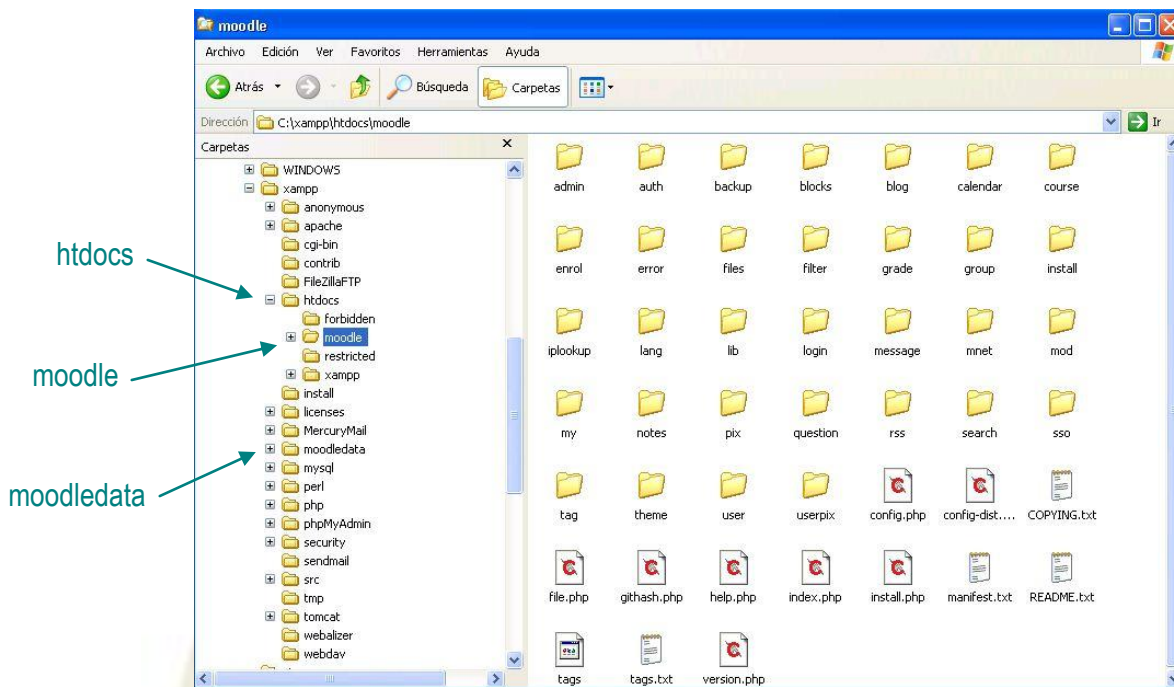 moodle
Archivo Edición Ver Favoritos Herramientas Ayuda
Atrás Búsqueda Carpetas
Dirección C:\xampp\htdocs\moodle Ir
Carpetas
WINDOWS
xampp
anonymous
apache
cgi-bin
contrib
FileZillaFTP
htdocs
forbidden
moodle
restricted
xampp
install
licenses
MercuryMail
moodledata
mysql
perl
php
phpMyAdmin
security
sendmail
src
tmp
tomcat
webalizer
webdav
htdocs
moodle
moodledata
admin auth backup blocks blog calendar course
enrol error files filter grade group install
iplookup lang lib login message mnet mod
my notes pix question rss search sso
tag theme user userpix config.php config-dist.... COPYING.txt
file.php githash.php help.php index.php install.php manifest.txt README.txt
tags tags.txt version.php